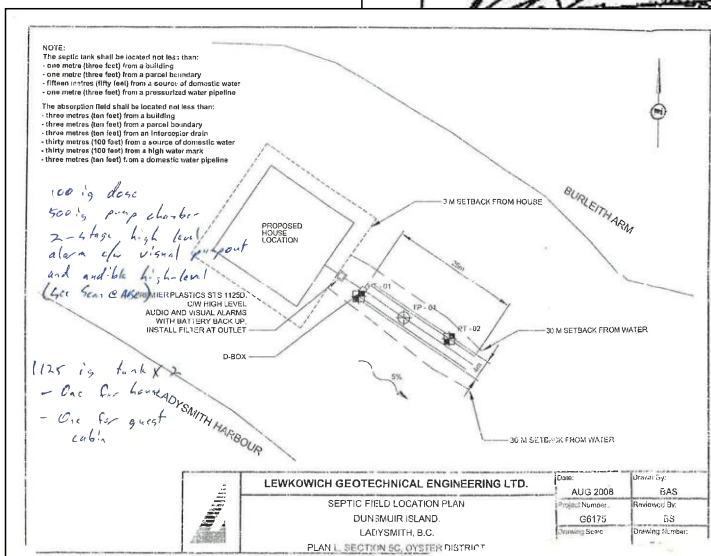 NOTE:
The septic tank shall be located not less than:
- one metre (three feet) from a building
- one metre (three feet) from a parcel boundary
- fifteen metres (fifty feet) from a source of domestic water
- one metre (three feet) from a pressurized water pipeline
The absorption field shall be located not less than:
- three metres (ten feet) from a building
- three metres (ten feet) from a parcel boundary
- three metres (ten feet) from an interceptor drain
- thirty metres (100 feet) from a source of domestic water
- thirty metres (100 feet) from a high water mark
- three metres (ten feet) from a domestic water pipeline
100 ig dose
500 ig pump chamber
2-stage high level
alarm c/w visual pumpout
and audible high-level
(See Sean @
PREMIER PLASTICS STS 1125D.
C/W HIGH LEVEL
AUDIO AND VISUAL ALARMS
WITH BATTERY BACK UP.
INSTALL FILTER AT OUTLET
D-BOX
1125 ig tank x 2
- One for house
- One for guest
cabin
LADYSMITH HARBOUR
PROPOSED
HOUSE
LOCATION
3 M SETBACK FROM HOUSE
BURLEITH ARM
25m
- 01
TP - 01
PT - 02
30 M SETBACK FROM WATER
5%
30 M SETBACK FROM WATER
LEWKOWICH GEOTECHNICAL ENGINEERING LTD.
SEPTIC FIELD LOCATION PLAN
DUNSMUIR ISLAND.
LADYSMITH, B.C.
PLAN L, SECTION 5C, OYSTER DISTRICT
Date:
AUG 2008
Drawn By:
BAS
Project Number:
G6175
Reviewed By:
BS
Drawing Scale
Drawing Number: